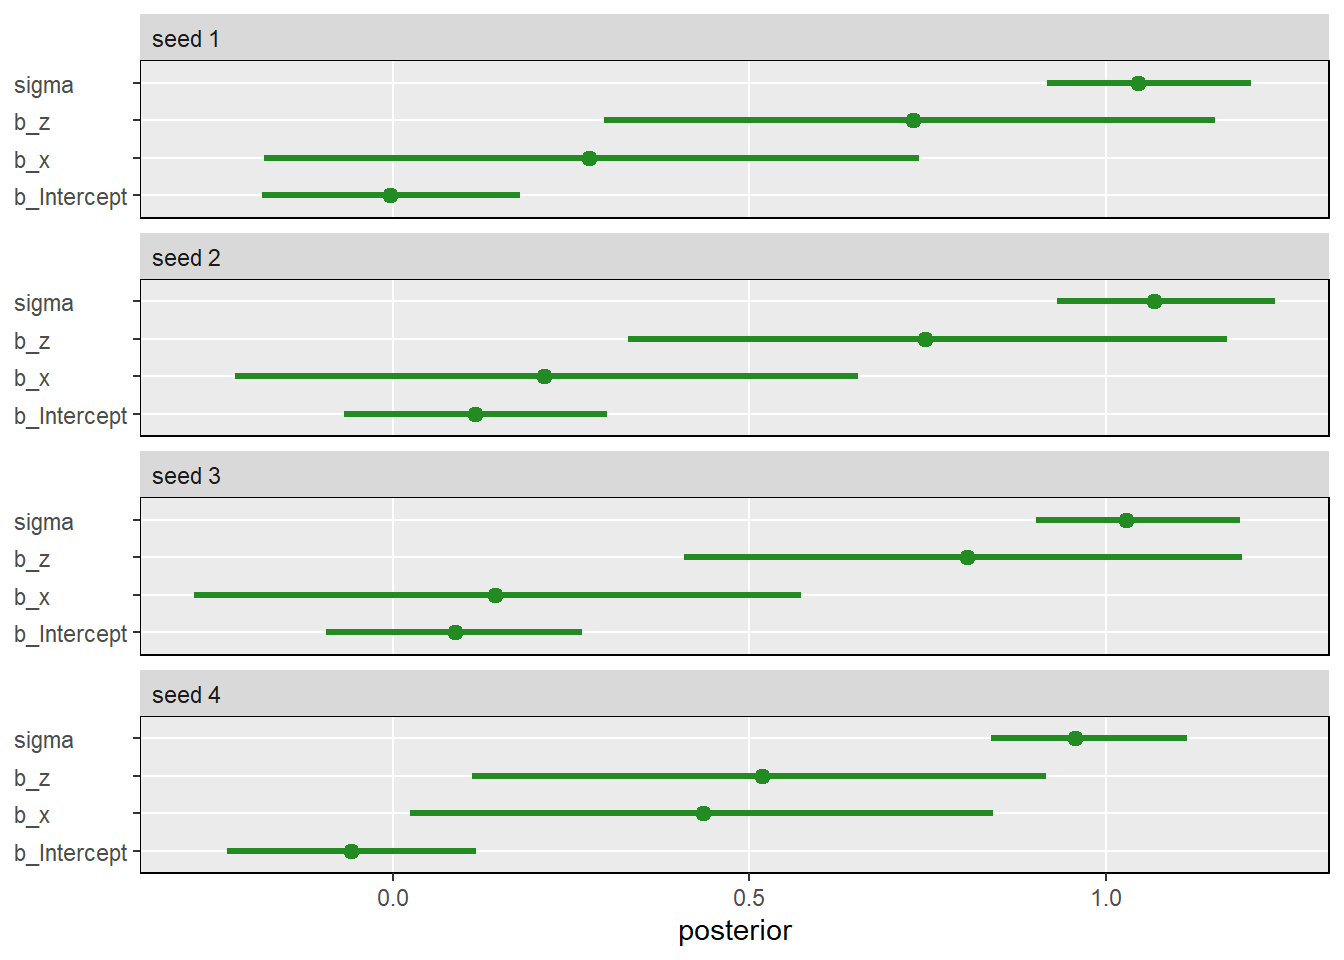 seed 1
sigma
b_z
b_x
b_Intercept
seed 2
sigma
b_z
b_x
b_Intercept
seed 3
sigma
b_z
b_x
b_Intercept
seed 4
sigma
b_z
b_x
b_Intercept
0.0 0.5 1.0
posterior